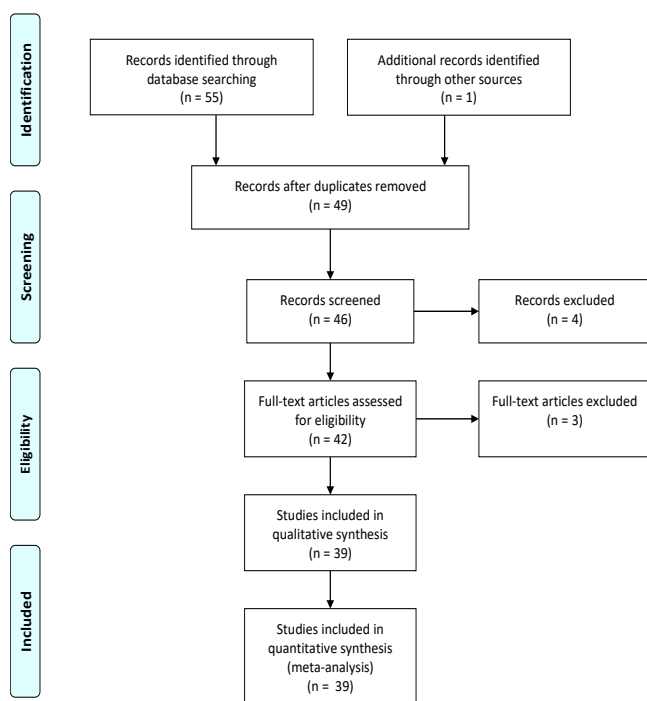 Identification
Records identified through
database searching
(n = 55)
Additional records identified
through other sources
(n = 1)
Records after duplicates removed
(n = 49)
Screening
Records screened
(n = 46)
Records excluded
(n = 4)
Eligibility
Full-text articles assessed
for eligibility
(n = 42)
Full-text articles excluded
(n = 3)
Studies included in
qualitative synthesis
(n = 39)
Included
Studies included in
quantitative synthesis
(meta-analysis)
(n = 39)